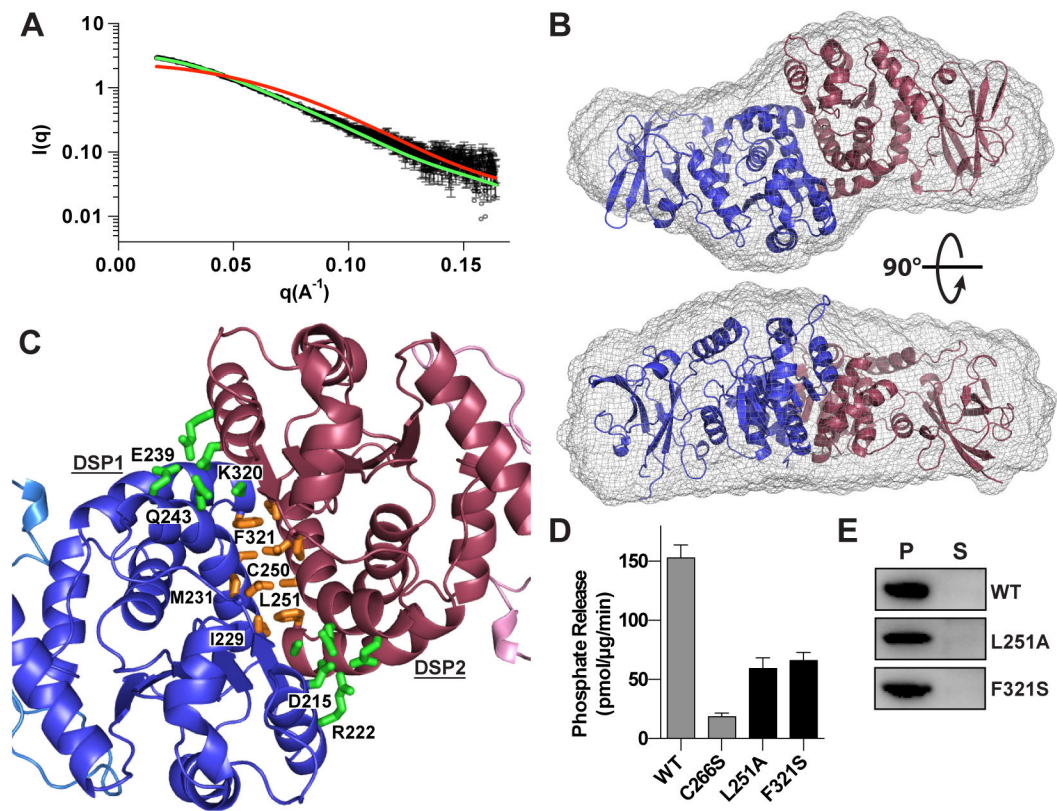 A
10
1
0.10
0.01
I(q)
0.00
0.05
0.10
0.15
q(A⁻¹)
B
90°
C
E239
DSP1
K320
Q243
F321
C250
M231
L251
I229
DSP2
D215
R222
D
150
100
50
0
Phosphate Release
(pmol/µg/min)
WT
C266S
L251A
F321S
E
P S
WT
L251A
F321S